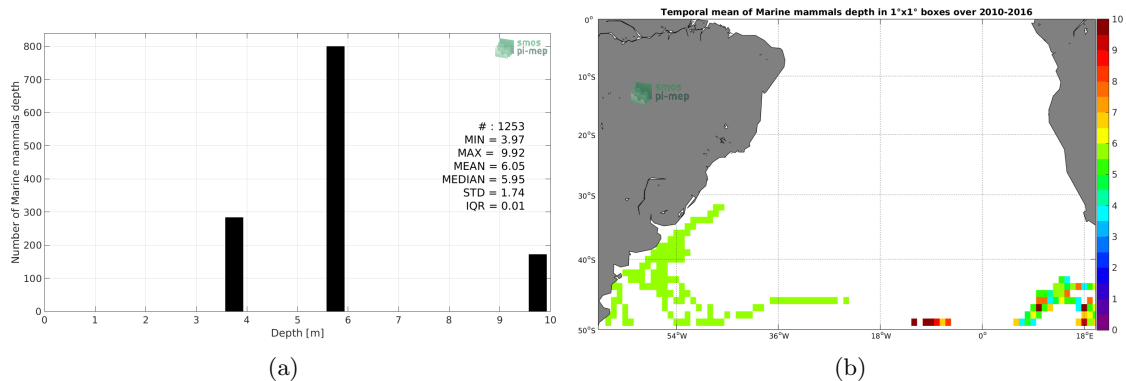 smos
pi-mep
800
700
600
500
400
300
200
100
0
Number of Marine mammals depth
# : 1253
MIN = 3.97
MAX = 9.92
MEAN = 6.05
MEDIAN = 5.95
STD = 1.74
IQR = 0.01
0 1 2 3 4 5 6 7 8 9 10
Depth [m]
(a)
Temporal mean of Marine mammals depth in 1°x1° boxes over 2010-2016
smos
pi-mep
0°
10°S
20°S
30°S
40°S
50°S
54°W 36°W 18°W 0° 18°E
10
9
8
7
6
5
4
3
2
1
0
(b)